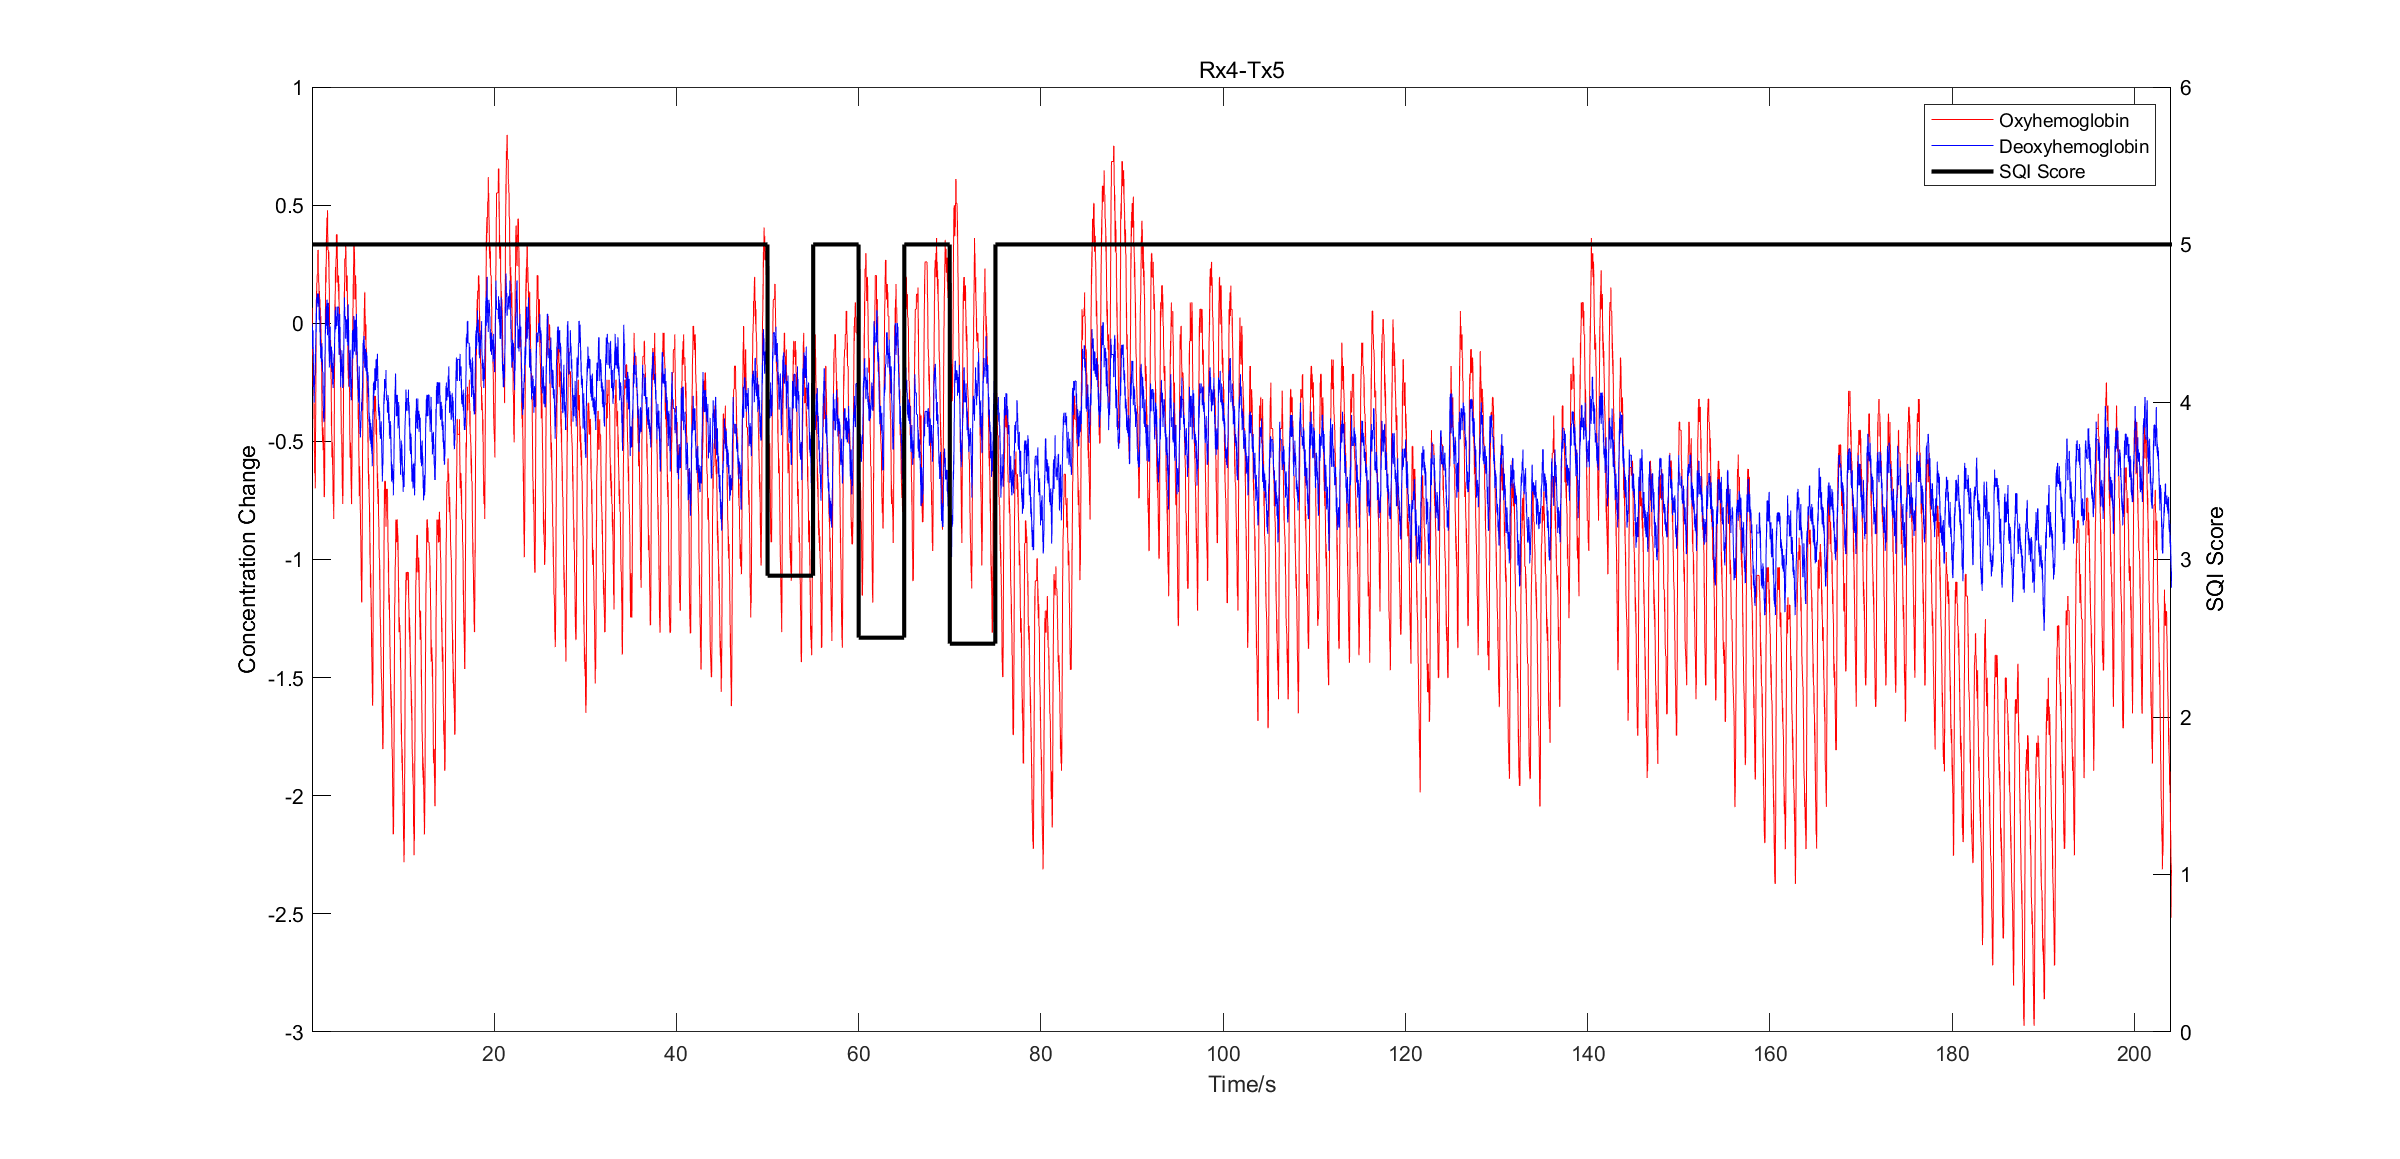 Rx4-Tx5
1
0.5
0
-0.5
-1
-1.5
-2
-2.5
-3
Concentration Change
6
5
4
3
2
1
0
SQI Score
Oxyhemoglobin
Deoxyhemoglobin
SQI Score
20 40 60 80 100 120 140 160 180 200
Time/s